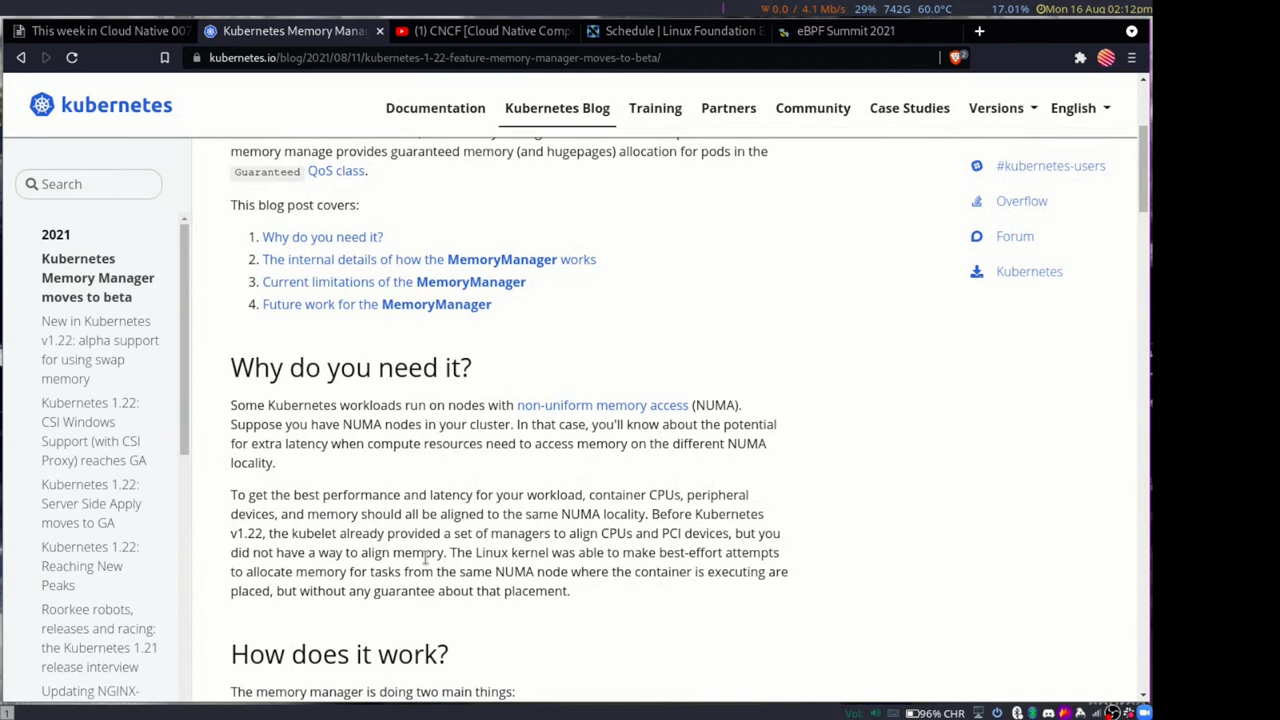 W 0.0 / 4.1 Mb/s 29% 742G 60.0°C 17.01% Mon 16 Aug 02:12pm
This week in Cloud Native 007
Kubernetes Memory Mana
(1) CNCF [Cloud Native Comp
Schedule | Linux Foundation E
eBPF Summit 2021
kubernetes.io/blog/2021/08/11/kubernetes-1-22-feature-memory-manager-moves-to-beta/
kubernetes
Documentation Kubernetes Blog Training Partners Community Case Studies Versions English
Search
2021
Kubernetes
Memory Manager
moves to beta
New in Kubernetes
v1.22: alpha support
for using swap
memory
Kubernetes 1.22:
CSI Windows
Support (with CSI
Proxy) reaches GA
Kubernetes 1.22:
Server Side Apply
moves to GA
Kubernetes 1.22:
Reaching New
Peaks
Roorkee robots,
releases and racing:
the Kubernetes 1.21
release interview
Updating NGINX-
memory manage provides guaranteed memory (and hugepages) allocation for pods in the
Guaranteed QoS class.
This blog post covers:
1. Why do you need it?
2. The internal details of how the MemoryManager works
3. Current limitations of the MemoryManager
4. Future work for the MemoryManager
Why do you need it?
Some Kubernetes workloads run on nodes with non-uniform memory access (NUMA).
Suppose you have NUMA nodes in your cluster. In that case, you'll know about the potential
for extra latency when compute resources need to access memory on the different NUMA
locality.
To get the best performance and latency for your workload, container CPUs, peripheral
devices, and memory should all be aligned to the same NUMA locality. Before Kubernetes
v1.22, the kubelet already provided a set of managers to align CPUs and PCI devices, but you
did not have a way to align memory. The Linux kernel was able to make best-effort attempts
to allocate memory for tasks from the same NUMA node where the container is executing are
placed, but without any guarantee about that placement.
How does it work?
The memory manager is doing two main things:
#kubernetes-users
Overflow
Forum
Kubernetes
1
Vol:
96% CHR